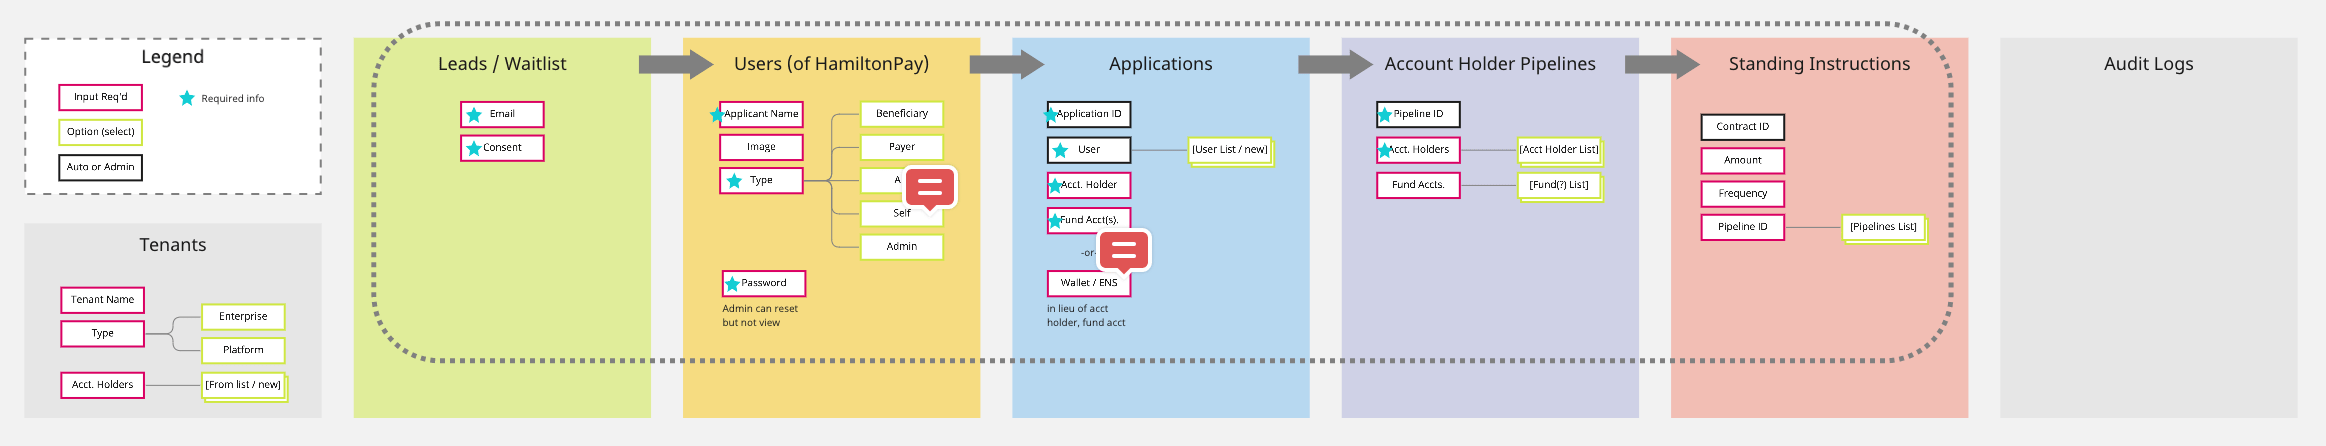 Legend
Input Req'd
Required info
Option (select)
Auto or Admin
Tenants
Tenant Name
Type
Enterprise
Platform
Acct. Holders
[From list / new]
Leads / Waitlist
Email
Consent
Users (of HamiltonPay)
Applicant Name
Image
Type
Beneficiary
Payer
Self
Admin
Password
Admin can reset
but not view
Applications
Application ID
User
[User List / new]
Acct. Holder
Fund Acct(s).
-or-
Wallet / ENS
in lieu of acct
holder, fund acct
Account Holder Pipelines
Pipeline ID
Acct. Holders
[Acct Holder List]
Fund Accts.
[Fund(?) List]
Standing Instructions
Contract ID
Amount
Frequency
Pipeline ID
[Pipelines List]
Audit Logs